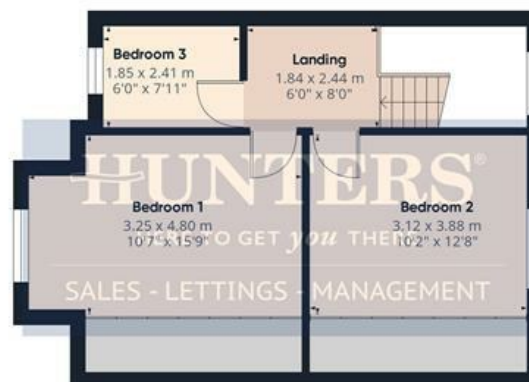 Bedroom 3
1.85 x 2.41 m
6'0" x 7'11"
Landing
1.84 x 2.44 m
6'0" x 8'0"
HUNTERS®
Bedroom 1
3.25 x 4.80 m
10'7" x 15'9"
Bedroom 2
3.12 x 3.88 m
10'2" x 12'8"
TO GET you THERE
SALES - LETTINGS - MANAGEMENT